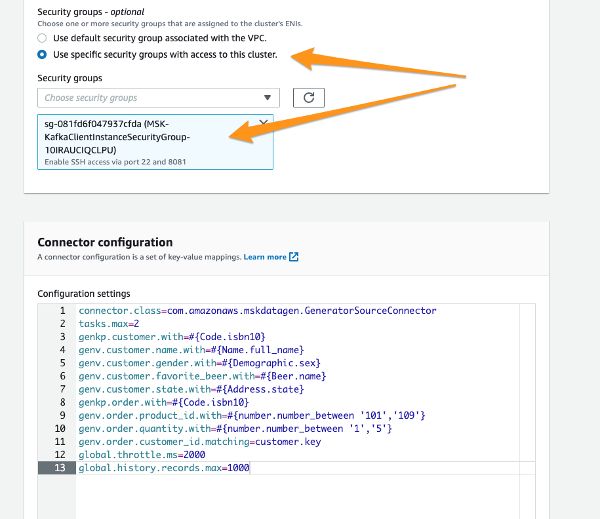 Security groups - optional
Choose one or more security groups that are assigned to the cluster's ENIs.
Use default security group associated with the VPC.
Use specific security groups with access to this cluster.
Security groups
Choose security groups
sg-081fd6f047937cfda (MSK-
KafkaClientInstanceSecurityGroup-
10IRAUCIQCLPU)
Enable SSH access via port 22 and 8081
Connector configuration
A connector configuration is a set of key-value mappings. Learn more
Configuration settings
1 connector.class=com.amazonaws.mskdatagen.GeneratorSourceConnector
2 tasks.max=2
3 genkp.customer.with=#{Code.isbn10}
4 genv.customer.name.with=#{Name.full_name}
5 genv.customer.gender.with=#{Demographic.sex}
6 genv.customer.favorite_beer.with=#{Beer.name}
7 genv.customer.state.with=#{Address.state}
8 genkp.order.with=#{Code.isbn10}
9 genv.order.product_id.with=#{number.number_between '101','109'}
10 genv.order.quantity.with=#{number.number_between '1','5'}
11 genv.order.customer_id.matching=customer.key
12 global.throttle.ms=2000
13 global.history.records.max=1000